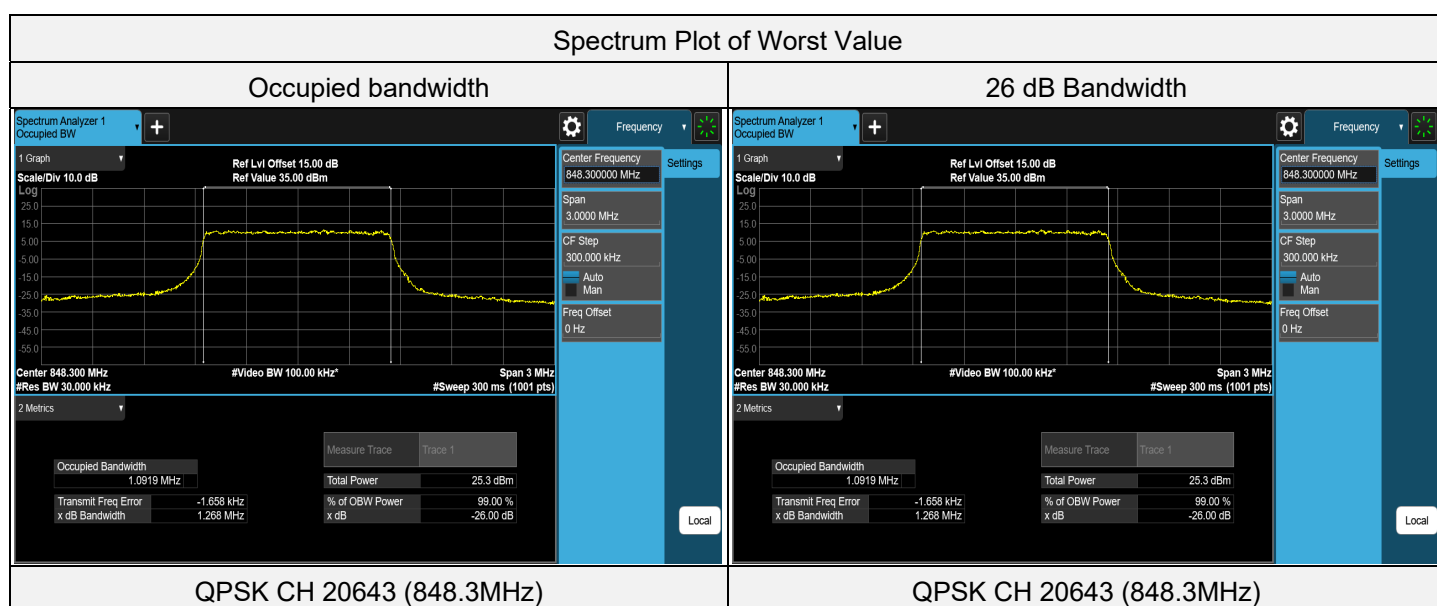 Spectrum Plot of Worst Value
Occupied bandwidth
26 dB Bandwidth
Spectrum Analyzer 1
Occupied BW
+
Frequency
1 Graph
Scale/Div 10.0 dB
Ref Lvl Offset 15.00 dB
Ref Value 35.00 dBm
Log
25.0
15.0
5.00
-5.00
-15.0
-25.0
-35.0
-45.0
-55.0
Center 848.300 MHz
#Video BW 100.00 kHz*
Span 3 MHz
#Res BW 30.000 kHz
#Sweep 300 ms (1001 pts)
Center Frequency
848.300000 MHz
Settings
Span
3.0000 MHz
CF Step
300.000 kHz
Auto
Man
Freq Offset
0 Hz
2 Metrics
Measure Trace Trace 1
Occupied Bandwidth
1.0919 MHz
Total Power 25.3 dBm
Transmit Freq Error -1.658 kHz
% of OBW Power 99.00 %
x dB Bandwidth 1.268 MHz
x dB -26.00 dB
Local
Spectrum Analyzer 1
Occupied BW
+
Frequency
1 Graph
Scale/Div 10.0 dB
Ref Lvl Offset 15.00 dB
Ref Value 35.00 dBm
Log
25.0
15.0
5.00
-5.00
-15.0
-25.0
-35.0
-45.0
-55.0
Center 848.300 MHz
#Video BW 100.00 kHz*
Span 3 MHz
#Res BW 30.000 kHz
#Sweep 300 ms (1001 pts)
Center Frequency
848.300000 MHz
Settings
Span
3.0000 MHz
CF Step
300.000 kHz
Auto
Man
Freq Offset
0 Hz
2 Metrics
Measure Trace Trace 1
Occupied Bandwidth
1.0919 MHz
Total Power 25.3 dBm
Transmit Freq Error -1.658 kHz
% of OBW Power 99.00 %
x dB Bandwidth 1.268 MHz
x dB -26.00 dB
Local
QPSK CH 20643 (848.3MHz)
QPSK CH 20643 (848.3MHz)